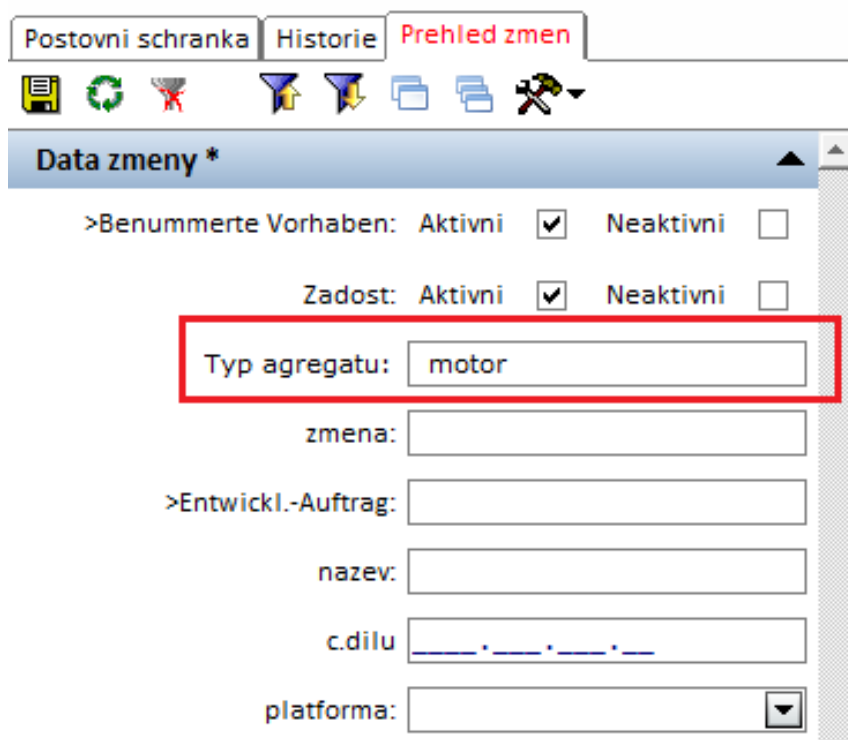 Postovni schranka Historie Prehled zmen
Data zmeny *
>Benummerte Vorhaben: Aktivni Neaktivni
Zadost: Aktivni Neaktivni
Typ agregatu: motor
zmena:
>Entwickl.-Auftrag:
nazev:
c.dilu ____.___.___.__
platforma: